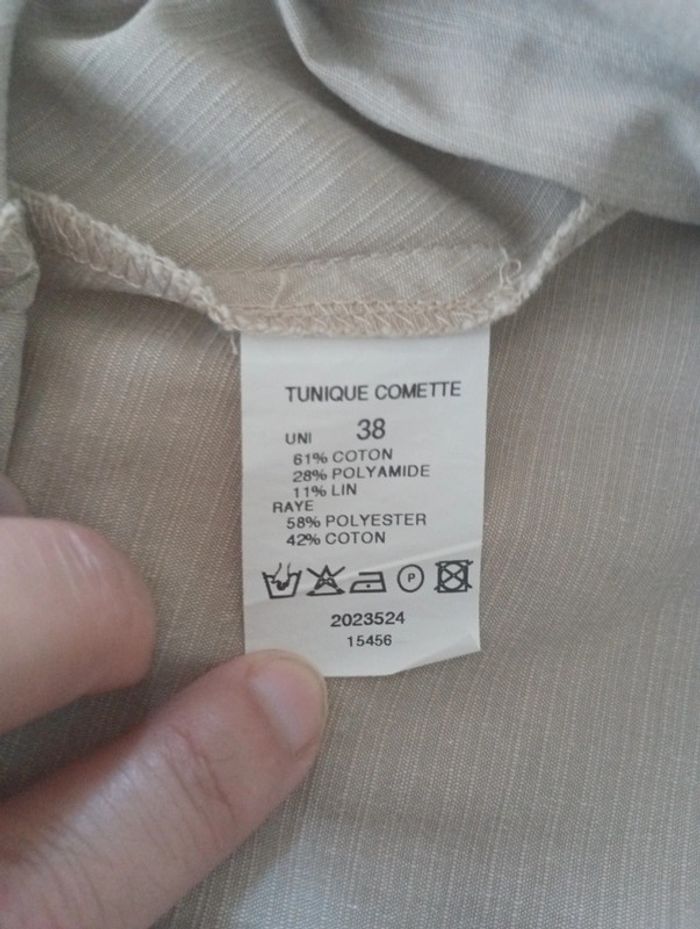 TUNIQUE COMETTE
UNI 38
61% COTON
28% POLYAMIDE
11% LIN
RAYE
58% POLYESTER
42% COTON
P
2023524
15456